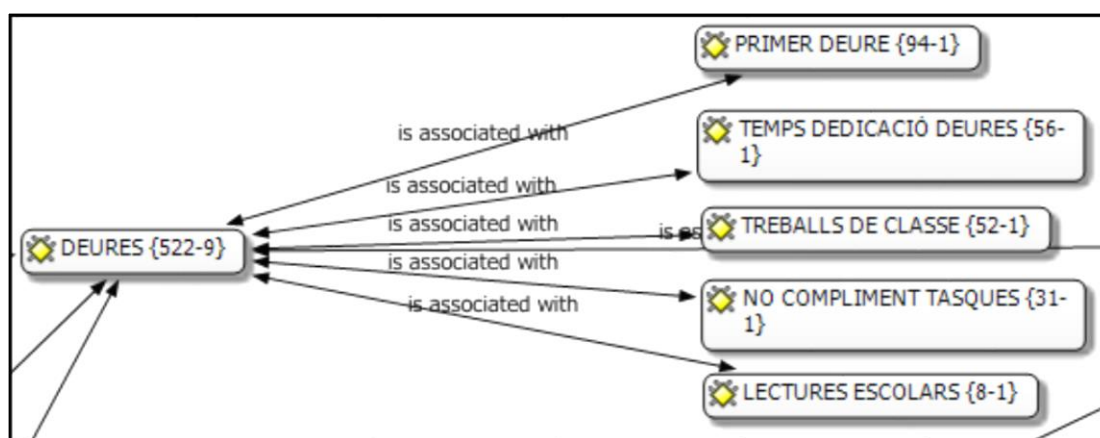 PRIMER DEURE {94-1}
is associated with
TEMPS DEDICACIÓ DEURES {56-
1}
is associated with
is associated with
TREBALLS DE CLASSE {52-1}
DEURES {522-9}
is associated with
NO COMPLIMENT TASQUES {31-
1}
is associated with
LECTURES ESCOLARS {8-1}